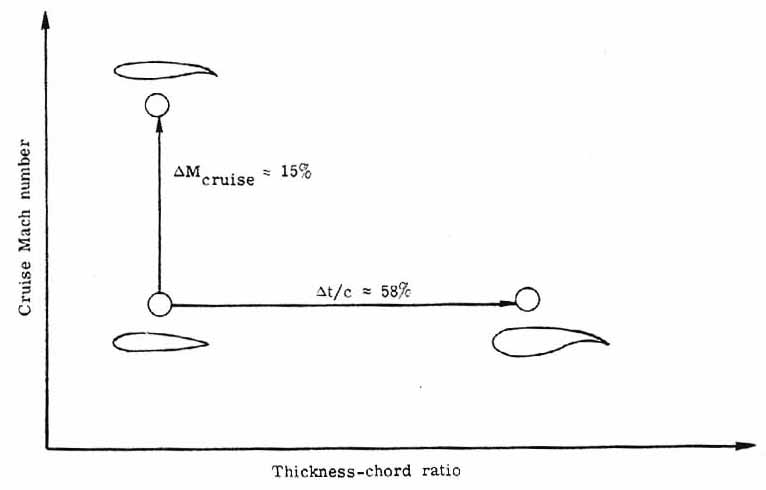 ΔM_cruise ≈ 15%
Cruise Mach number
Δt/c ≈ 58%
Thickness-chord ratio